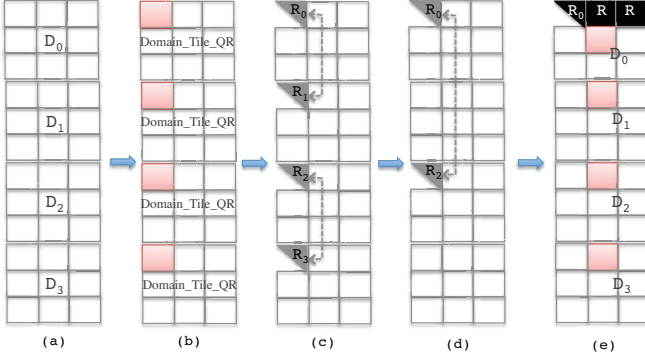 D0
D1
D2
D3
(a)
Domain_Tile_QR
Domain_Tile_QR
Domain_Tile_QR
Domain_Tile_QR
(b)
R0
R1
R2
R3
(c)
R0
R2
(d)
R0 R R
D0
D1
D2
D3
(e)